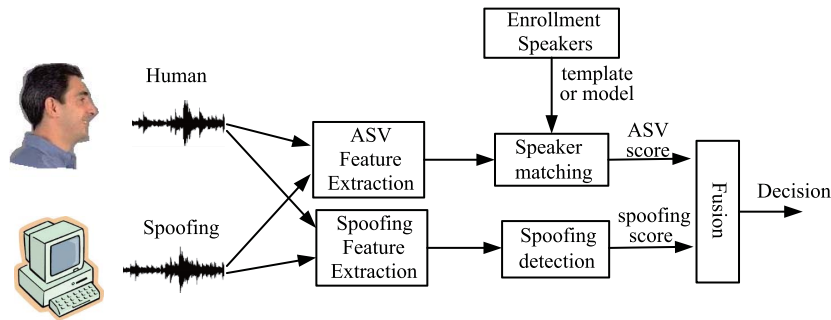 Enrollment
Speakers
Human
template
or model
ASV
Feature
Extraction
Speaker
matching
ASV
score
Spoofing
Spoofing
Feature
Extraction
Spoofing
detection
spoofing
score
Fusion
Decision